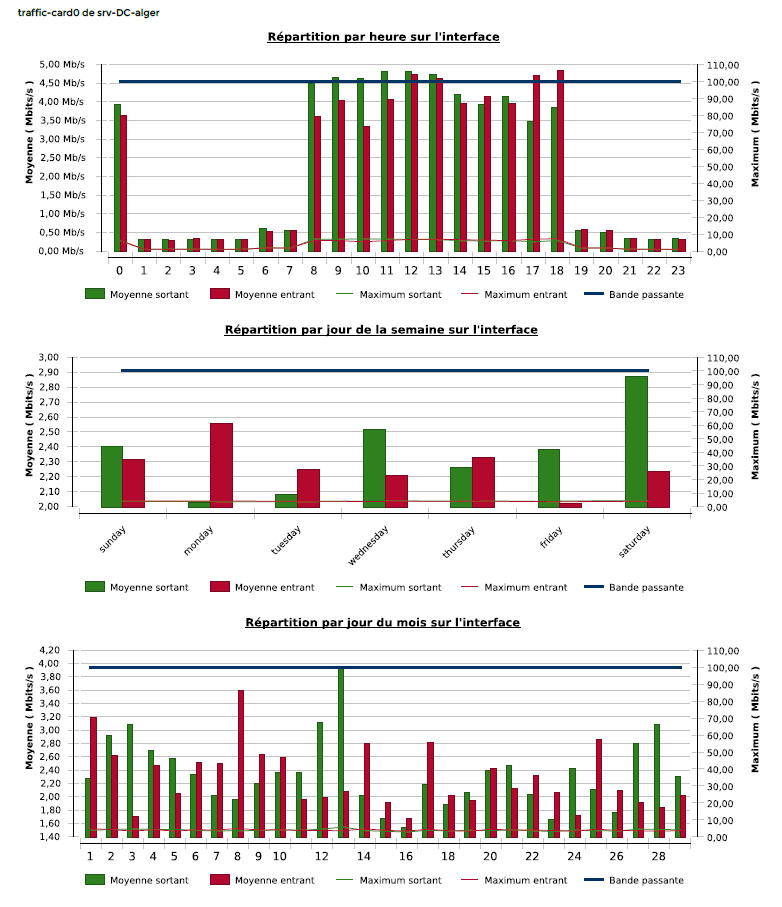 traffic-card0 de srv-DC-alger
Répartition par heure sur l'interface
Moyenne ( Mbits/s )
5,00 Mb/s
4,50 Mb/s
4,00 Mb/s
3,50 Mb/s
3,00 Mb/s
2,50 Mb/s
2,00 Mb/s
1,50 Mb/s
1,00 Mb/s
0,50 Mb/s
0,00 Mb/s
110,00
100,00
90,00
80,00
70,00
60,00
50,00
40,00
30,00
20,00
10,00
0,00
Maximum ( Mbits/s )
0 1 2 3 4 5 6 7 8 9 10 11 12 13 14 15 16 17 18 19 20 21 22 23
Moyenne sortant Moyenne entrant Maximum sortant Maximum entrant Bande passante
Répartition par jour de la semaine sur l'interface
Moyenne ( Mbits/s )
3,00
2,90
2,80
2,70
2,60
2,50
2,40
2,30
2,20
2,10
2,00
110,00
100,00
90,00
80,00
70,00
60,00
50,00
40,00
30,00
20,00
10,00
0,00
Maximum ( Mbits/s )
sunday monday tuesday wednesday thursday friday saturday
Moyenne sortant Moyenne entrant Maximum sortant Maximum entrant Bande passante
Répartition par jour du mois sur l'interface
Moyenne ( Mbits/s )
4,20
4,00
3,80
3,60
3,40
3,20
3,00
2,80
2,60
2,40
2,20
2,00
1,80
1,60
1,40
110,00
100,00
90,00
80,00
70,00
60,00
50,00
40,00
30,00
20,00
10,00
0,00
Maximum ( Mbits/s )
1 2 3 4 5 6 7 8 9 10 12 14 16 18 20 22 24 26 28
Moyenne sortant Moyenne entrant Maximum sortant Maximum entrant Bande passante